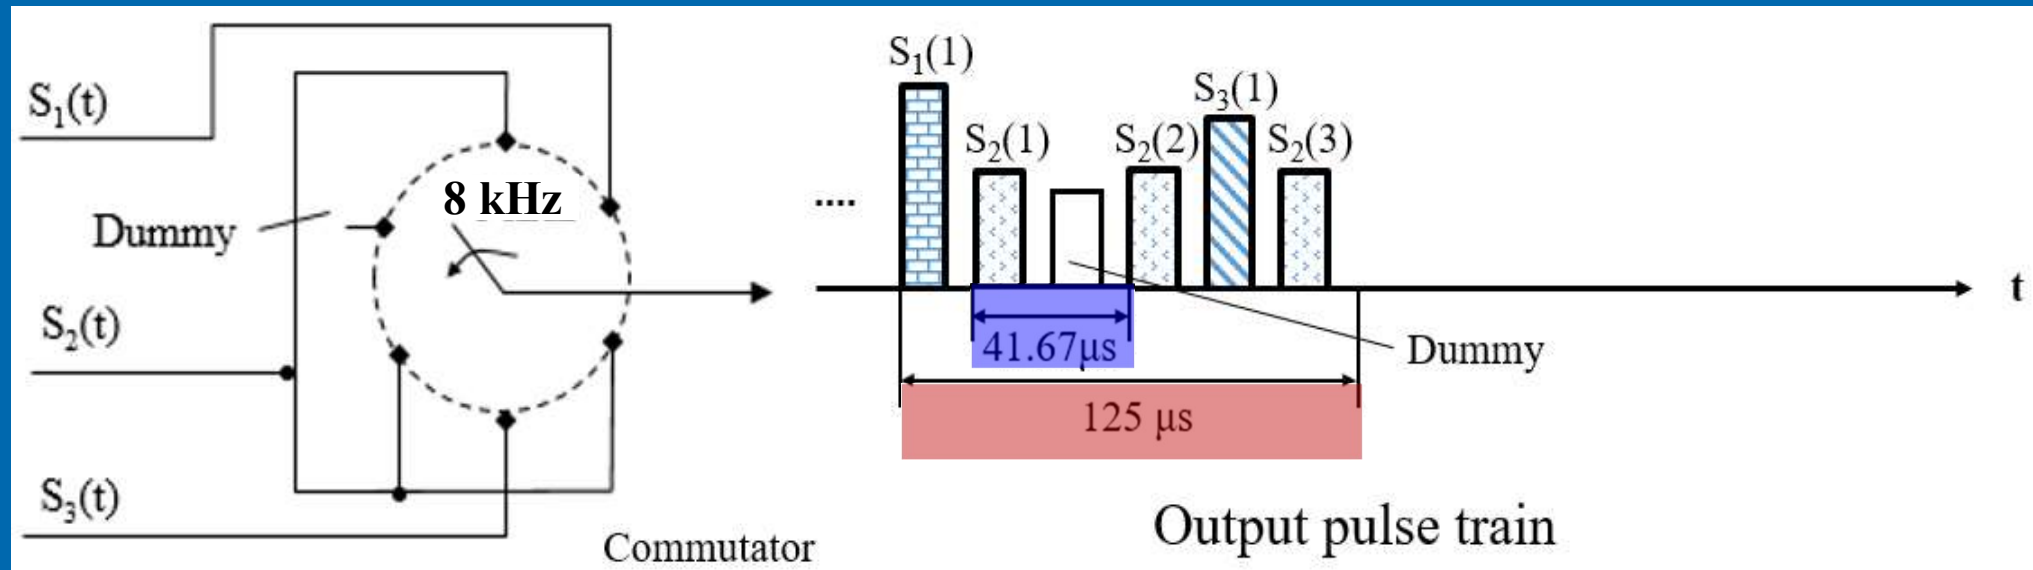 S₁(t)
8 kHz
Dummy
S₂(t)
S₃(t)
Commutator
S₁(1)
S₂(1)
S₂(2)
S₃(1)
S₂(3)
....
t
41.67μs
Dummy
125 μs
Output pulse train